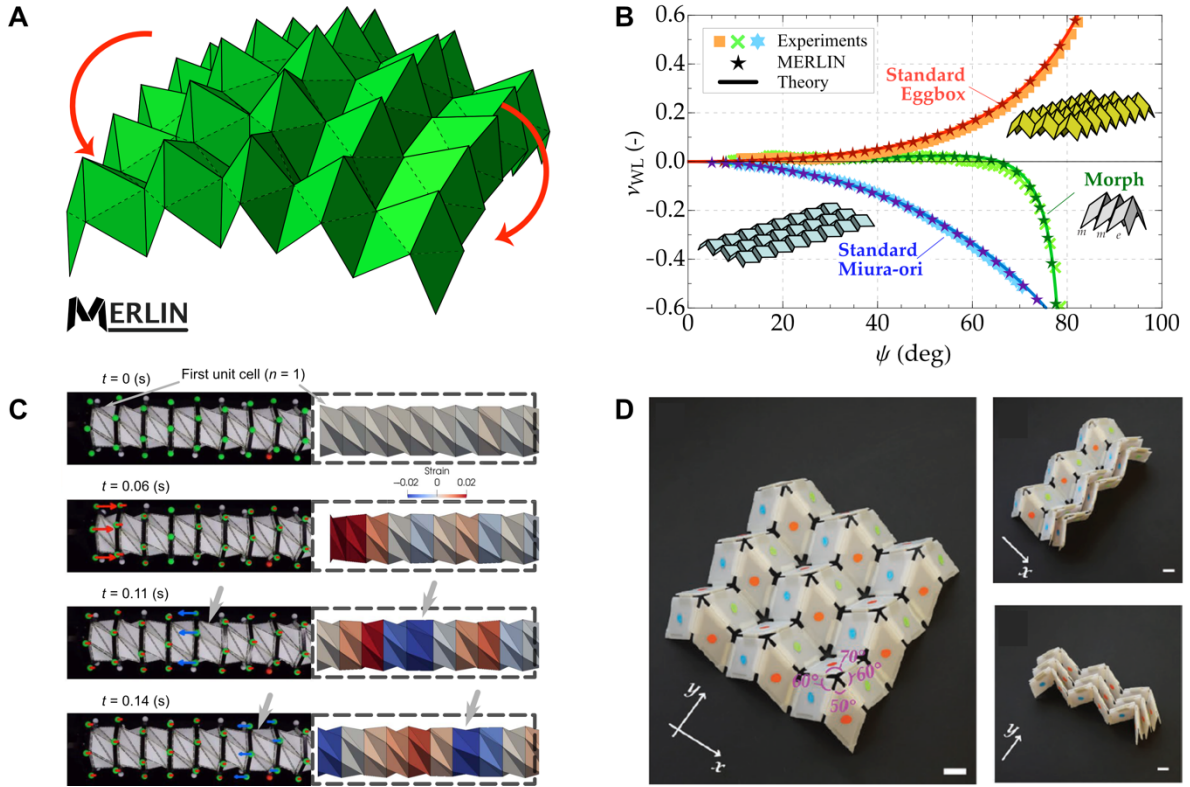 A
MERLIN
B
0.6
0.4
0.2
0.0
−0.2
−0.4
−0.6
νWL (-)
Experiments
MERLIN
Theory
Standard
Eggbox
Morph
m m e
Standard
Miura-ori
0 20 40 60 80 100
ψ (deg)
C
t = 0 (s)
First unit cell (n = 1)
Strain
−0.02 0 0.02
t = 0.06 (s)
t = 0.11 (s)
t = 0.14 (s)
D
70°
60° 60°
50°
y
x
x
y